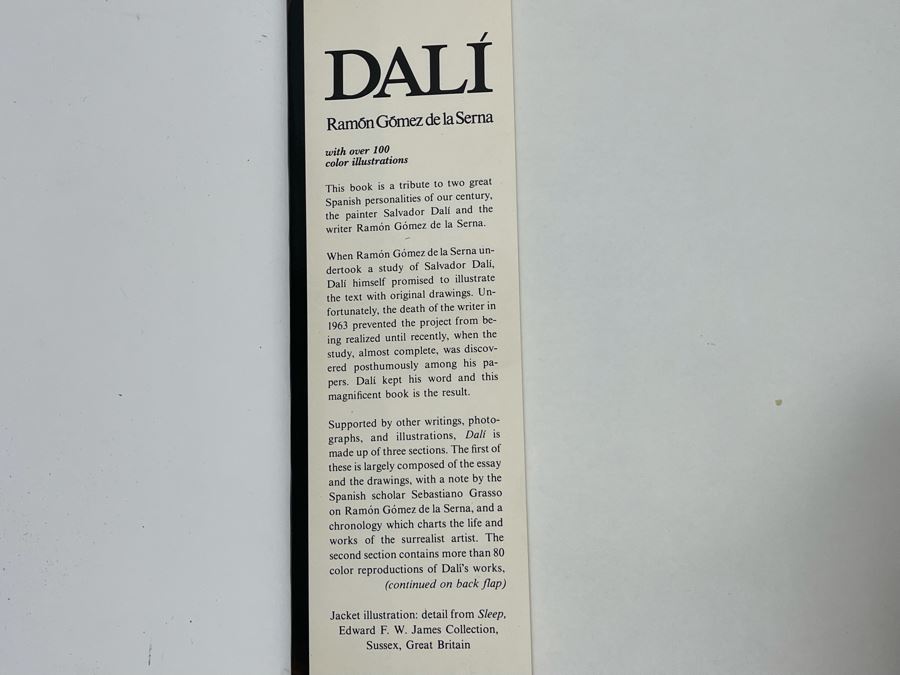 DALÍ
Ramón Gómez de la Serna
with over 100
color illustrations
This book is a tribute to two great
Spanish personalities of our century,
the painter Salvador Dalí and the
writer Ramón Gómez de la Serna.
When Ramón Gómez de la Serna un-
dertook a study of Salvador Dalí,
Dalí himself promised to illustrate
the text with original drawings. Un-
fortunately, the death of the writer in
1963 prevented the project from be-
ing realized until recently, when the
study, almost complete, was discov-
ered posthumously among his pa-
pers. Dalí kept his word and this
magnificent book is the result.
Supported by other writings, photo-
graphs, and illustrations, Dalí is
made up of three sections. The first of
these is largely composed of the essay
and the drawings, with a note by the
Spanish scholar Sebastiano Grasso
on Ramón Gómez de la Serna, and a
chronology which charts the life and
works of the surrealist artist. The
second section contains more than 80
color reproductions of Dalí's works,
(continued on back flap)
Jacket illustration: detail from Sleep,
Edward F. W. James Collection,
Sussex, Great Britain